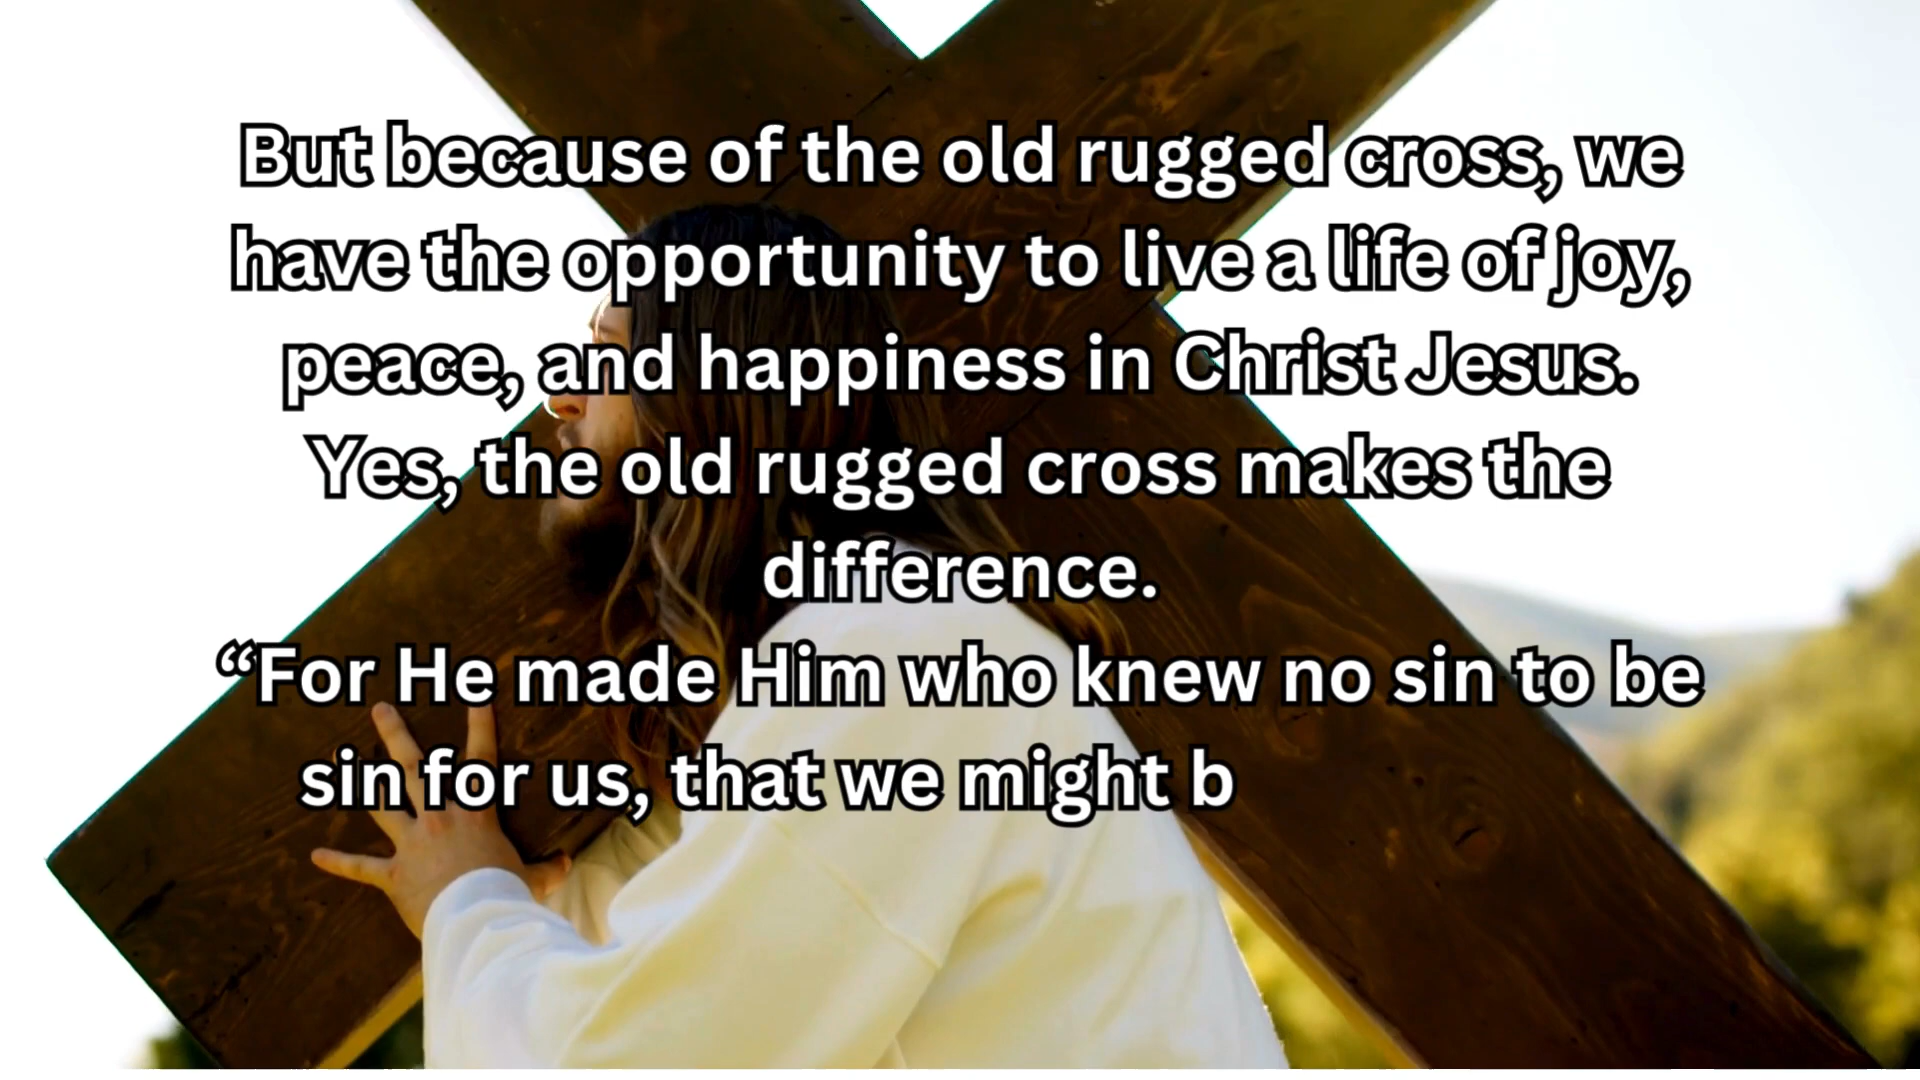 But because of the old rugged cross, we
have the opportunity to live a life of joy,
peace, and happiness in Christ Jesus.
Yes, the old rugged cross makes the
difference.
“For He made Him who knew no sin to be
sin for us, that we might b